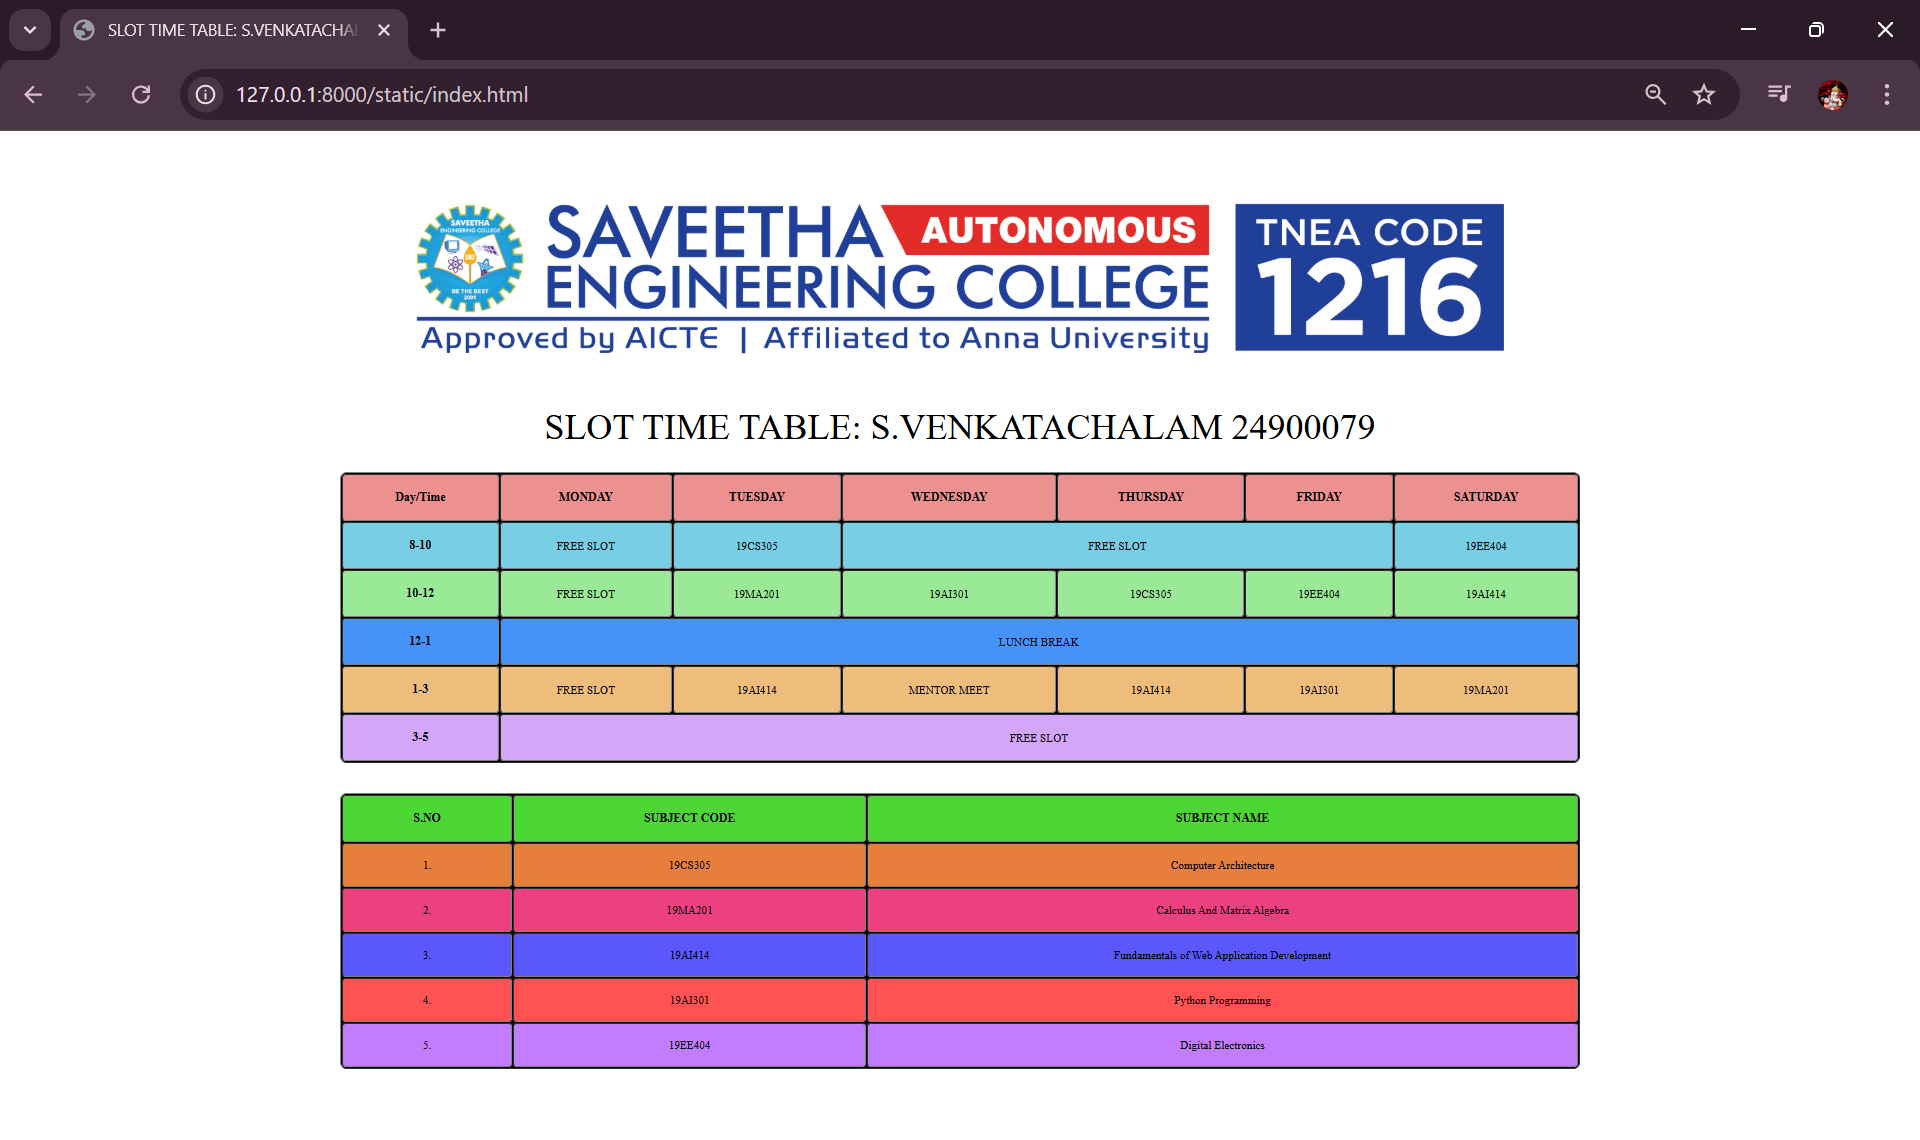 SLOT TIME TABLE: S.VENKATACHAL
127.0.0.1:8000/static/index.html
SAVEETHA
ENGINEERING COLLEGE
BE THE BEST
2001
SAVEETHA AUTONOMOUS
ENGINEERING COLLEGE
Approved by AICTE | Affiliated to Anna University
TNEA CODE
1216
SLOT TIME TABLE: S.VENKATACHALAM 24900079
Day/Time MONDAY TUESDAY WEDNESDAY THURSDAY FRIDAY SATURDAY
8-10 FREE SLOT 19CS305 FREE SLOT 19EE404
10-12 FREE SLOT 19MA201 19AI301 19CS305 19EE404 19AI414
12-1 LUNCH BREAK
1-3 FREE SLOT 19AI414 MENTOR MEET 19AI414 19AI301 19MA201
3-5 FREE SLOT
S.NO SUBJECT CODE SUBJECT NAME
1. 19CS305 Computer Architecture
2. 19MA201 Calculus And Matrix Algebra
3. 19AI414 Fundamentals of Web Application Development
4. 19AI301 Python Programming
5. 19EE404 Digital Electronics